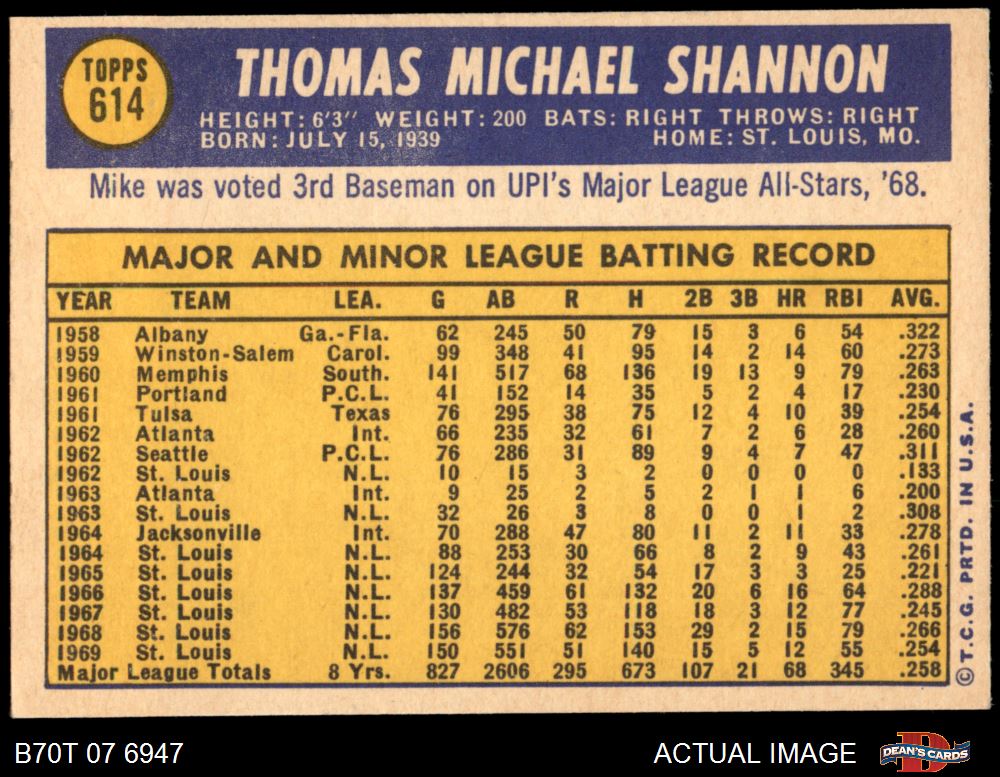 TOPPS
614
THOMAS MICHAEL SHANNON
HEIGHT: 6'3" WEIGHT: 200 BATS: RIGHT THROWS: RIGHT
BORN: JULY 15, 1939 HOME: ST. LOUIS, MO.
Mike was voted 3rd Baseman on UPI's Major League All-Stars, '68.
MAJOR AND MINOR LEAGUE BATTING RECORD
YEAR TEAM LEA. G AB R H 2B 3B HR RBI AVG.
1958 Albany Ga.-Fla. 62 245 50 79 15 3 6 54 .322
1959 Winston-Salem Carol. 99 348 41 95 14 2 14 60 .273
1960 Memphis South. 141 517 68 136 19 13 9 79 .263
1961 Portland P.C.L. 41 152 14 35 5 2 4 17 .230
1961 Tulsa Texas 76 295 38 75 12 4 10 39 .254
1962 Atlanta Int. 66 235 32 61 7 2 6 28 .260
1962 Seattle P.C.L. 76 286 31 89 9 4 7 47 .311
1962 St. Louis N.L. 10 15 3 2 0 0 0 0 .133
1963 Atlanta Int. 9 25 2 5 2 1 1 6 .200
1963 St. Louis N.L. 32 26 3 8 0 0 1 2 .308
1964 Jacksonville Int. 70 288 47 80 11 2 11 33 .278
1964 St. Louis N.L. 88 253 30 66 8 2 9 43 .261
1965 St. Louis N.L. 124 244 32 54 17 3 3 25 .221
1966 St. Louis N.L. 137 459 61 132 20 6 16 64 .288
1967 St. Louis N.L. 130 482 53 118 18 3 12 77 .245
1968 St. Louis N.L. 156 576 62 153 29 2 15 79 .266
1969 St. Louis N.L. 150 551 51 140 15 5 12 55 .254
Major League Totals 8 Yrs. 827 2606 295 673 107 21 68 345 .258
© T.C.G. PRTD. IN U.S.A.
B70T 07 6947 ACTUAL IMAGE
D
DEAN'S CARDS